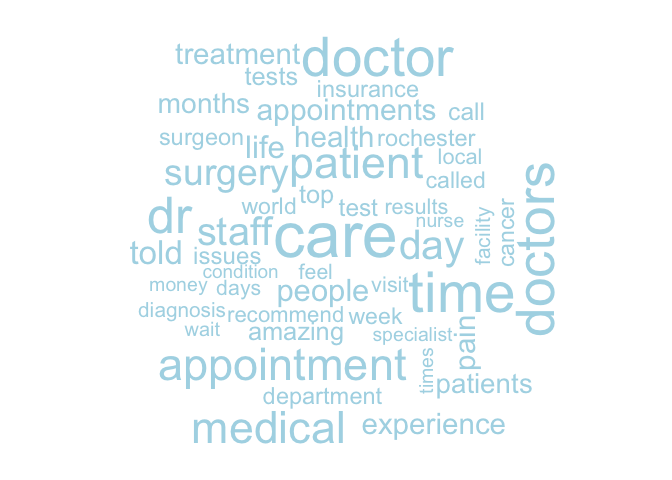 treatment doctor
tests
insurance
months appointments call
surgeon life health rochester
surgery patient local
called
dr world top test results
staff care day nurse
told issues
facility cancer doctors
condition feel
money days people visit time
diagnosis recommend week
wait amazing specialist pain
appointment times patients
department
medical experience